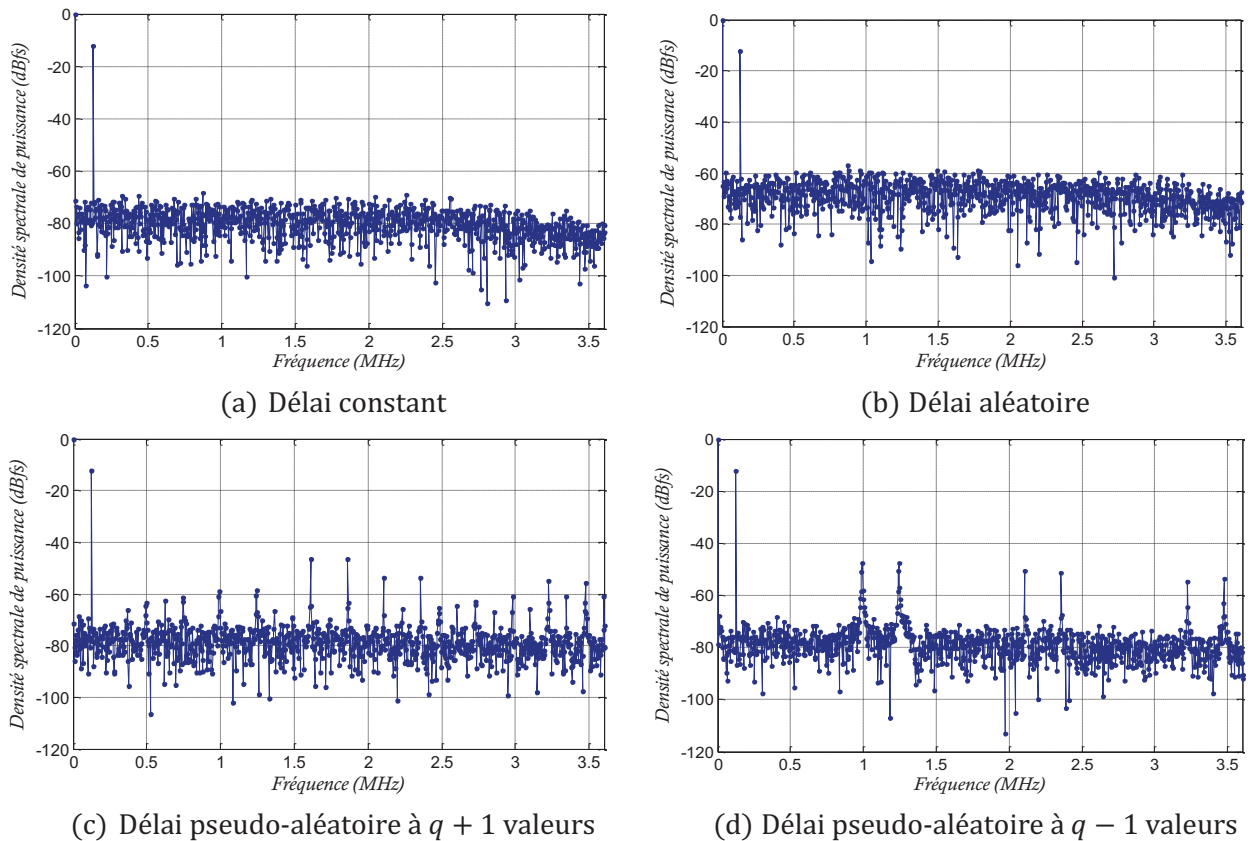 Densité spectrale de puissance (dBfs)
0
-20
-40
-60
-80
-100
-120
0 0.5 1 1.5 2 2.5 3 3.5
Fréquence (MHz)
(a) Délai constant
Densité spectrale de puissance (dBfs)
0
-20
-40
-60
-80
-100
-120
0 0.5 1 1.5 2 2.5 3 3.5
Fréquence (MHz)
(b) Délai aléatoire
Densité spectrale de puissance (dBfs)
0
-20
-40
-60
-80
-100
-120
0 0.5 1 1.5 2 2.5 3 3.5
Fréquence (MHz)
(c) Délai pseudo-aléatoire à q + 1 valeurs
Densité spectrale de puissance (dBfs)
0
-20
-40
-60
-80
-100
-120
0 0.5 1 1.5 2 2.5 3 3.5
Fréquence (MHz)
(d) Délai pseudo-aléatoire à q − 1 valeurs